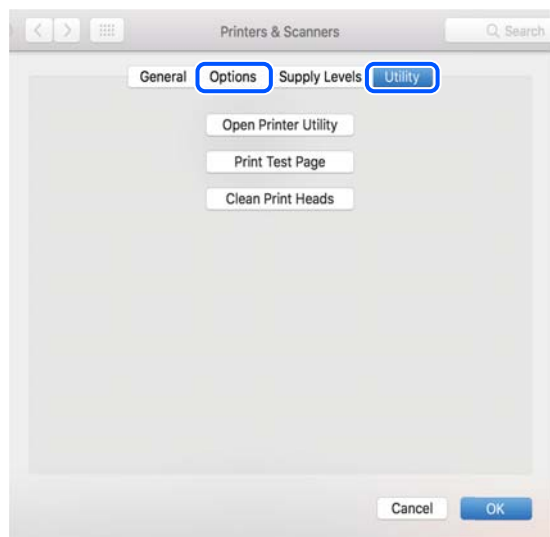 Printers & Scanners Search
General Options Supply Levels Utility
Open Printer Utility
Print Test Page
Clean Print Heads
Cancel OK